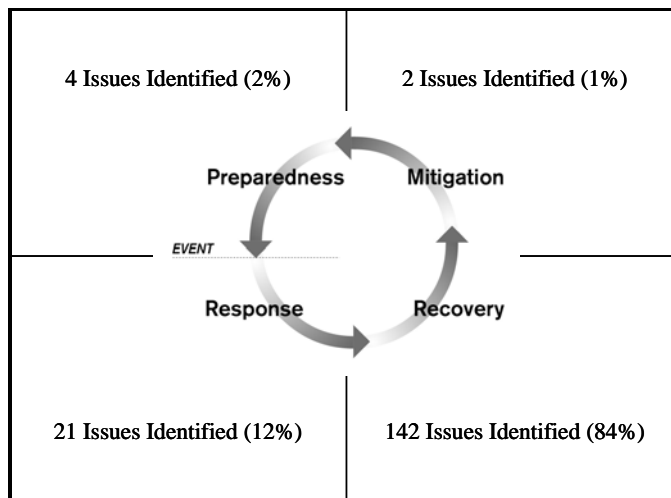 4 Issues Identified (2%)
2 Issues Identified (1%)
Preparedness
Mitigation
EVENT
Response
Recovery
21 Issues Identified (12%)
142 Issues Identified (84%)